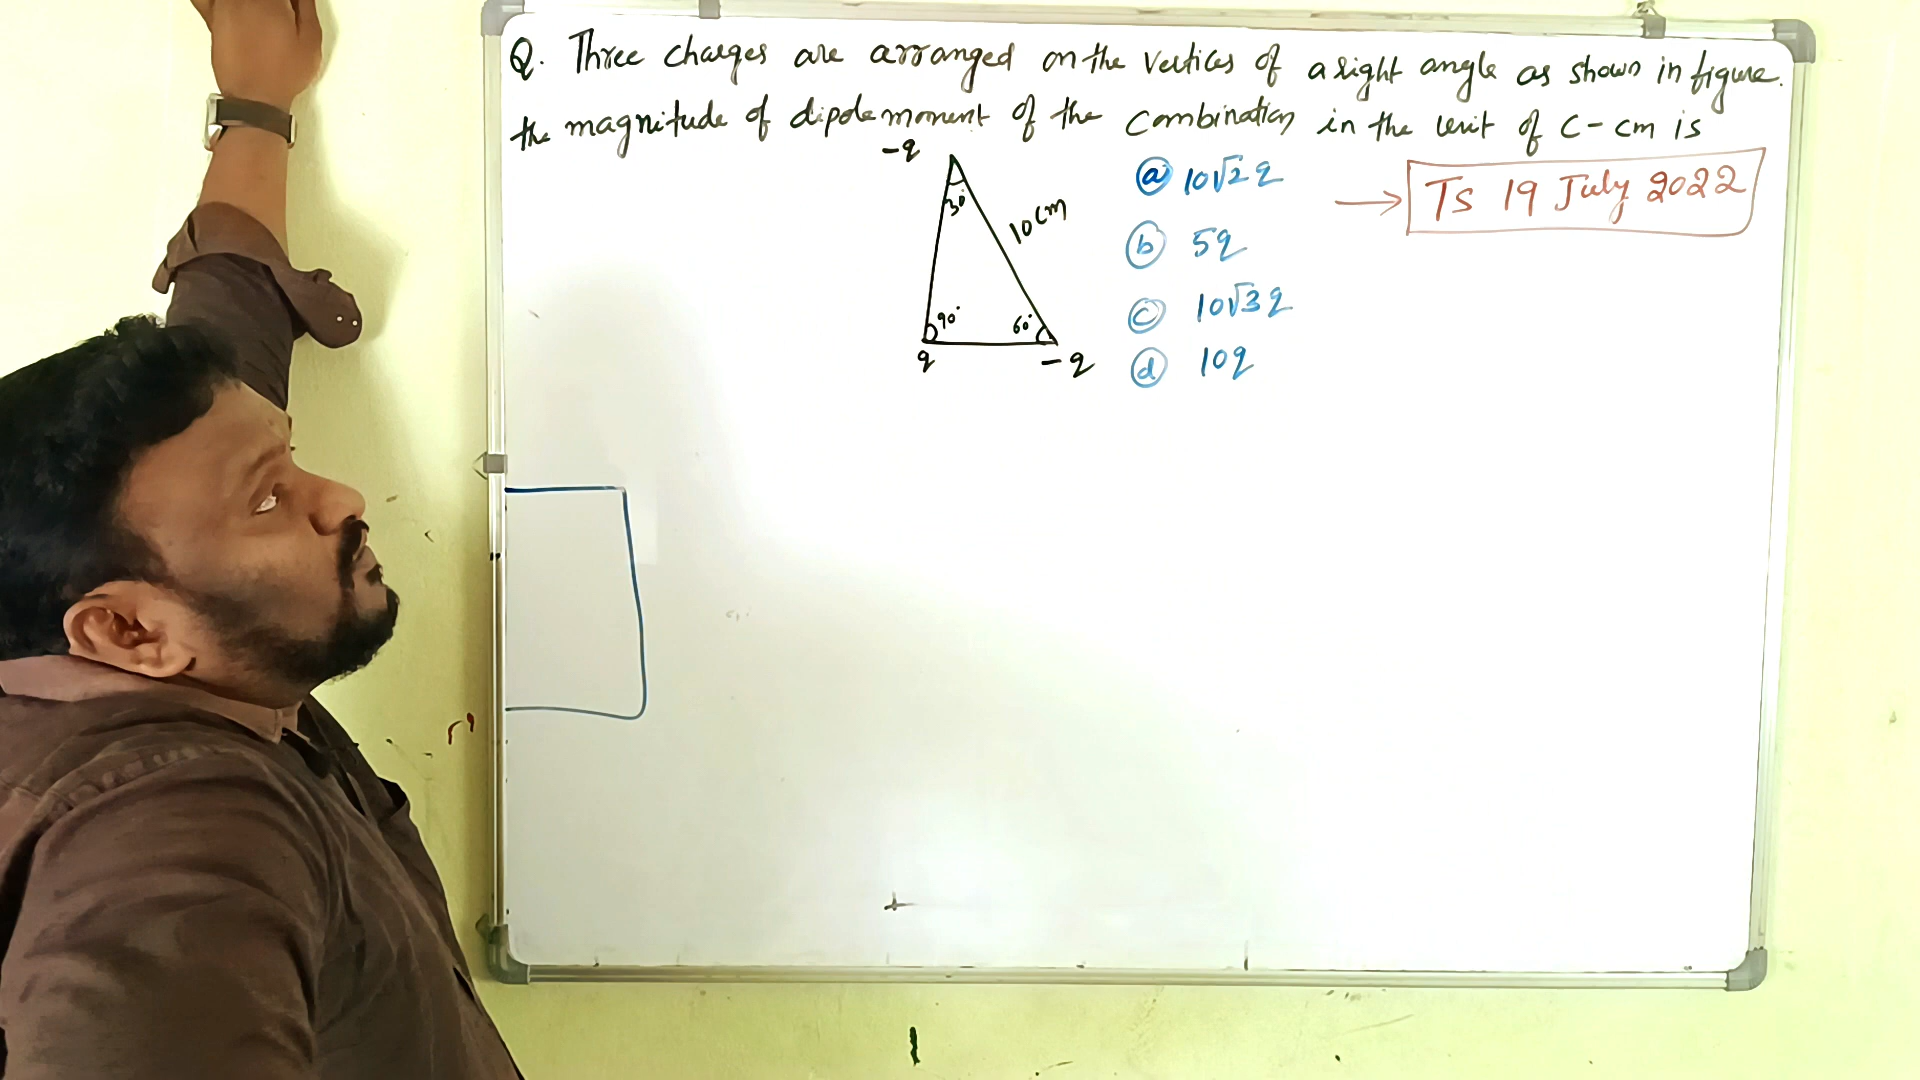 Q. Three charges are arranged on the vertices of a right angle as shown in figure.
the magnitude of dipole moment of the combination in the unit of C-cm is
-q
30°
10cm
90°
60°
q
-q
ⓐ 10√2 q
ⓑ 5q
ⓒ 10√3 q
ⓓ 10q
→ TS 19 July 2022